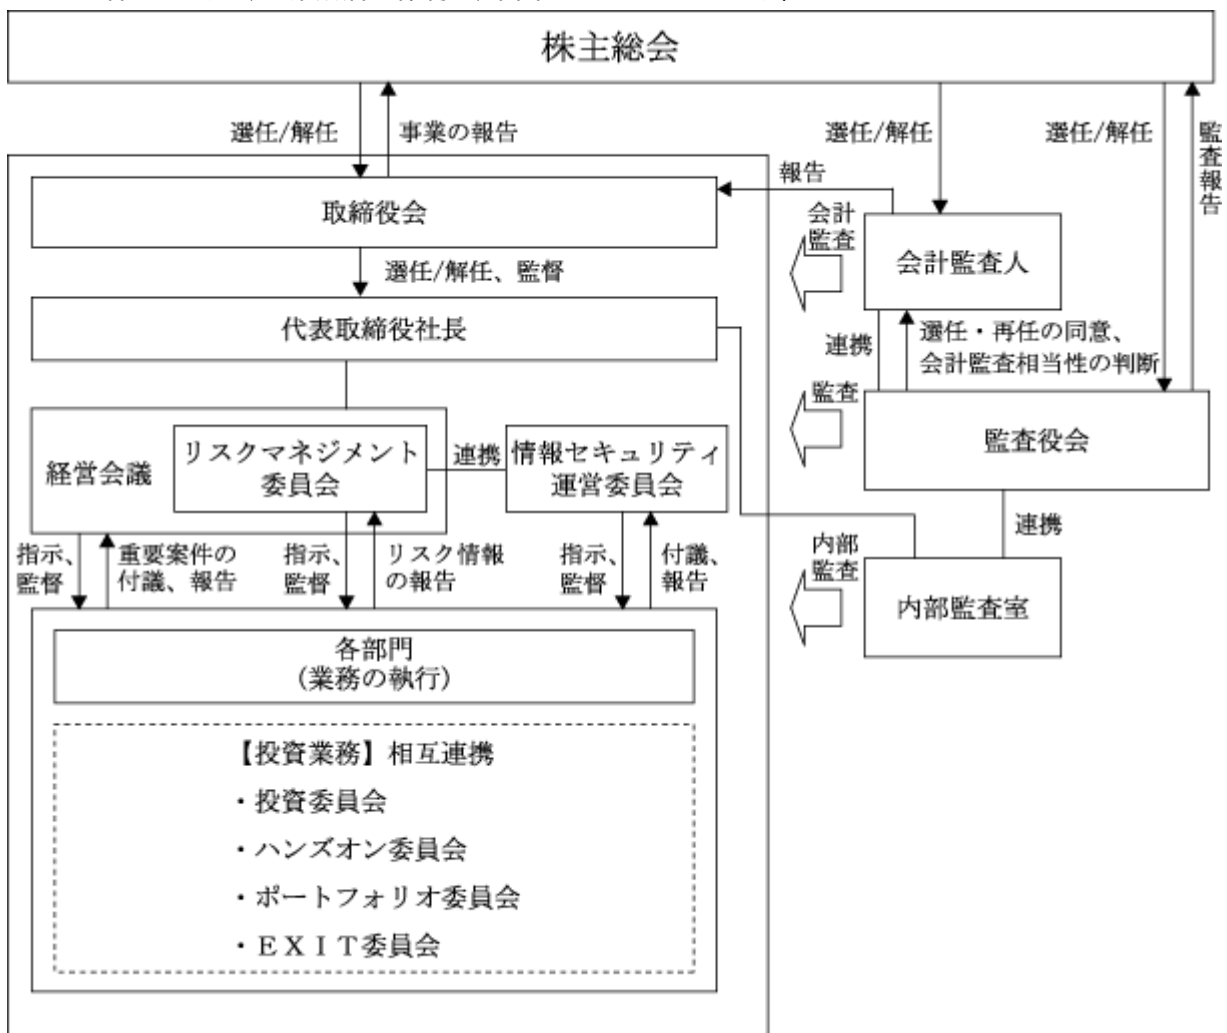 株主総会
選任/解任
事業の報告
選任/解任
選任/解任
監査報告
取締役会
報告
会計
監査
会計監査人
選任/解任、監督
代表取締役社長
連携
選任・再任の同意、
会計監査相当性の判断
監査
監査役会
経営会議
リスクマネジメント
委員会
連携
情報セキュリティ
運営委員会
連携
指示、
監督
重要案件の
付議、報告
指示、
監督
リスク情報
の報告
指示、
監督
付議、
報告
内部
監査
内部監査室
各部門
(業務の執行)
【投資業務】相互連携
・投資委員会
・ハンズオン委員会
・ポートフォリオ委員会
・ＥＸＩＴ委員会